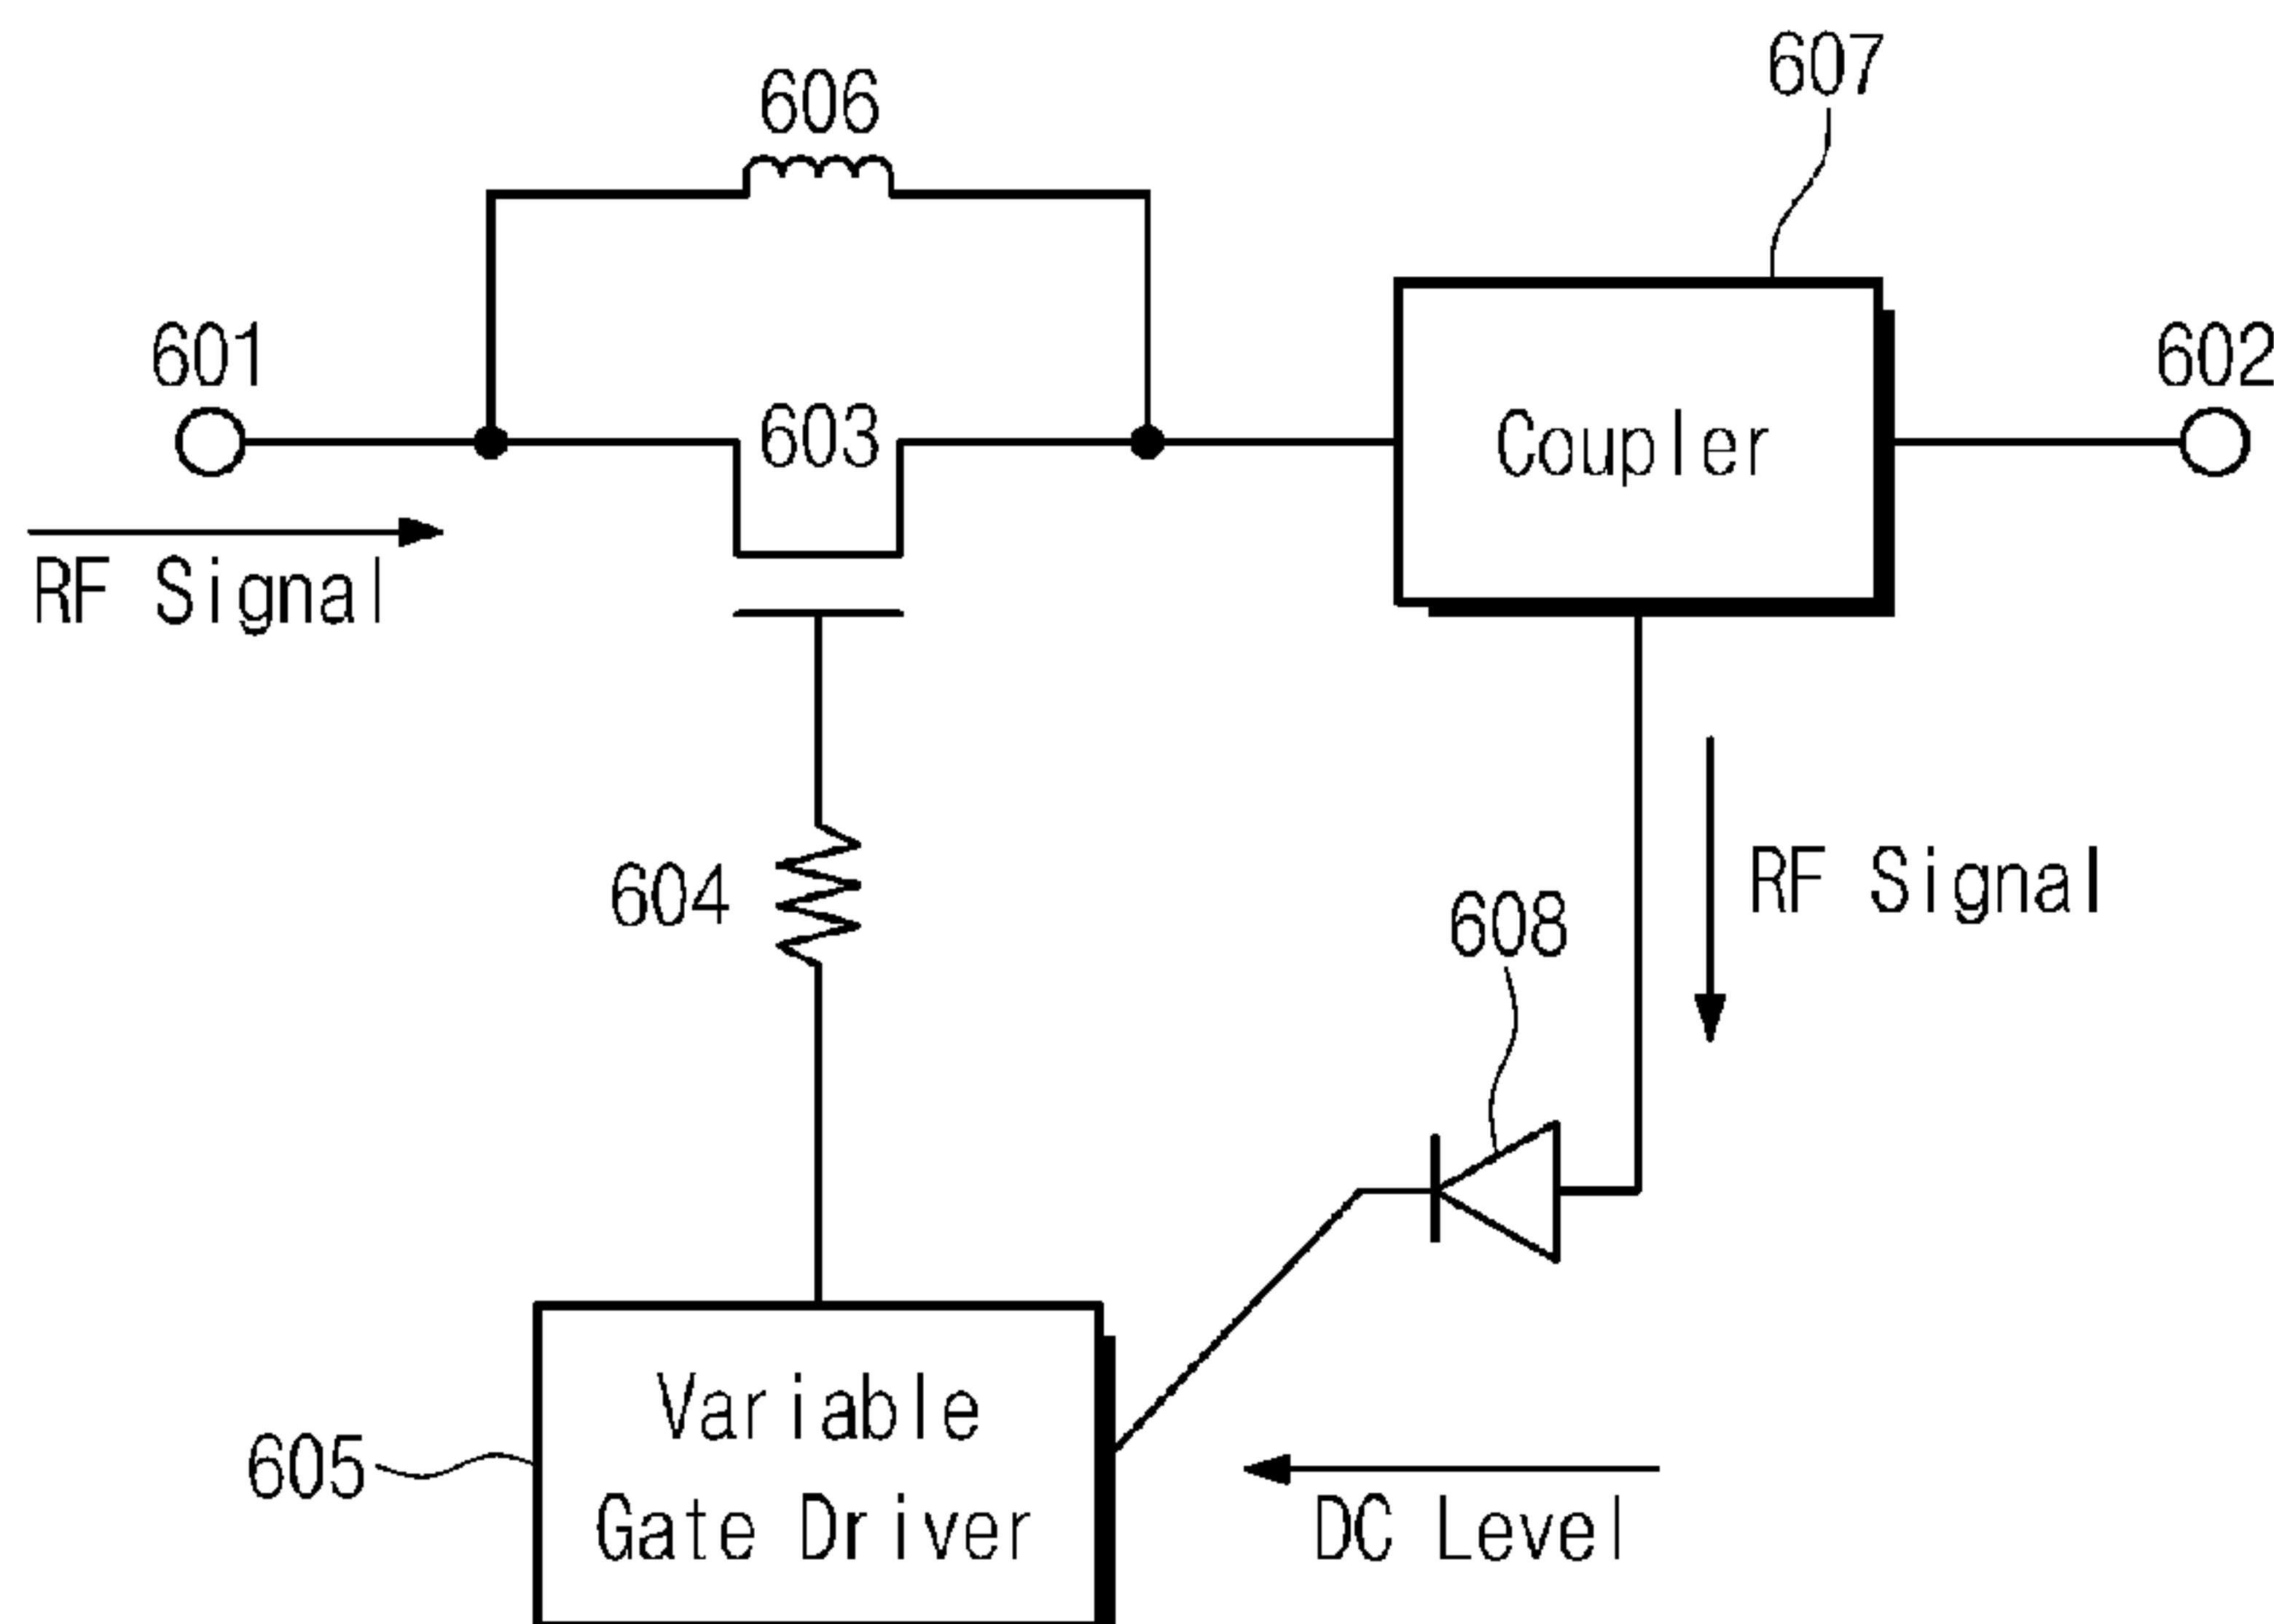 607
606
601
602
603
Coupler
RF Signal
604
RF Signal
608
Variable
Gate Driver
605
DC Level